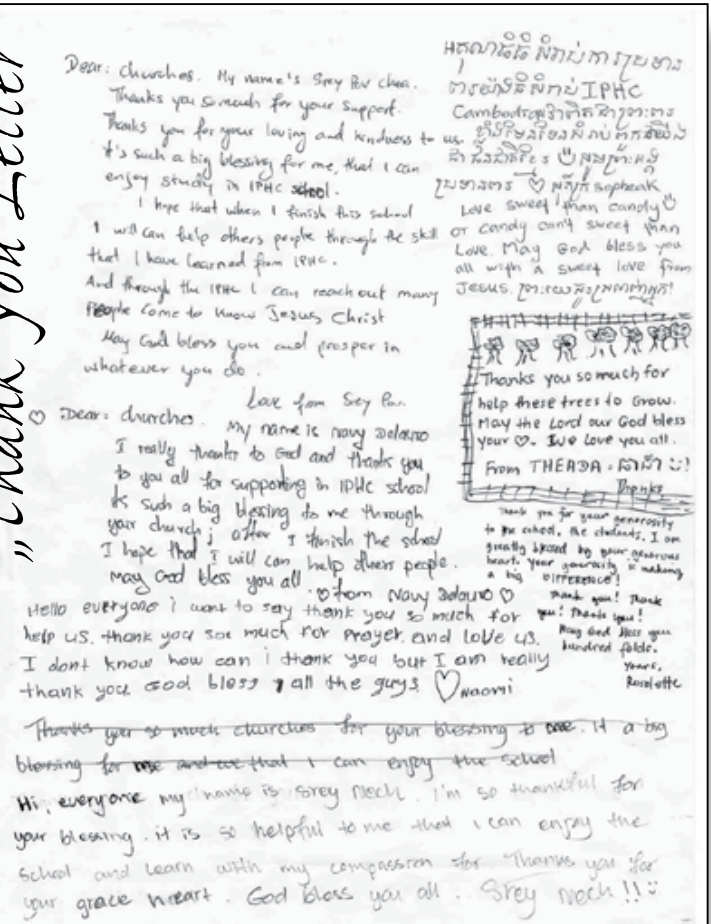 "Thank You Letter
Dear: churches. My name's Srey Pov chea.
Thanks you so much for your support.
Thanks you for your loving and kindness to us.
it's such a big blessing for me, that I can
enjoy study in IPHC school.
I hope that when I finish this school
I will can help others people through the skill
that I have learned from IPHC.
And through the IPHC I can reach out many
People come to know Jesus Christ
May God bless you and prosper in
whatever you do.
Love from Srey Pov.
Dear: churches.
My name is Navy
I really thanks to God and thanks you
to you all for supporting in IPHC school
is such a big blessing to me through
your church; after I finish the school
I hope that I will can help others people.
May God bless you all
♡ from Navy ♡
Hello everyone i want to say thank you so much for
help us. thank you soe much for prayer. and love us.
I dont know how can i thank you but I am really
thank you God bless all the guys ♡ Naomi
Thanks you so much churches for your blessing to me. it a big
blessing for me and we that I can enjoy the school
Hi, everyone my name is Srey Nech. I'm so thankful for
your blessing. it is so helpful to me that I can enjoy the
school and learn with my compassion for Thanks you for
your grace heart. God bless you all.. Srey Nech!!
IPHC
Cambodia
♡ sopheak
Love sweet than candy
or candy can't sweet than
Love. May God bless you
all with a sweet love from
Jesus.
Thanks you so much for
help these trees to Grow.
May the Lord our God bless
your ♡. I Love you all.
From THEADA
Thanks
Thank you for your generosity
to the school, the students. I am
greatly blessed by your generous
heart. Your generosity is making
a big DIFFERENCE!
Thank you! Thank
you! Thank you!
May God bless you
hundred folds.
Yours,
Roselette